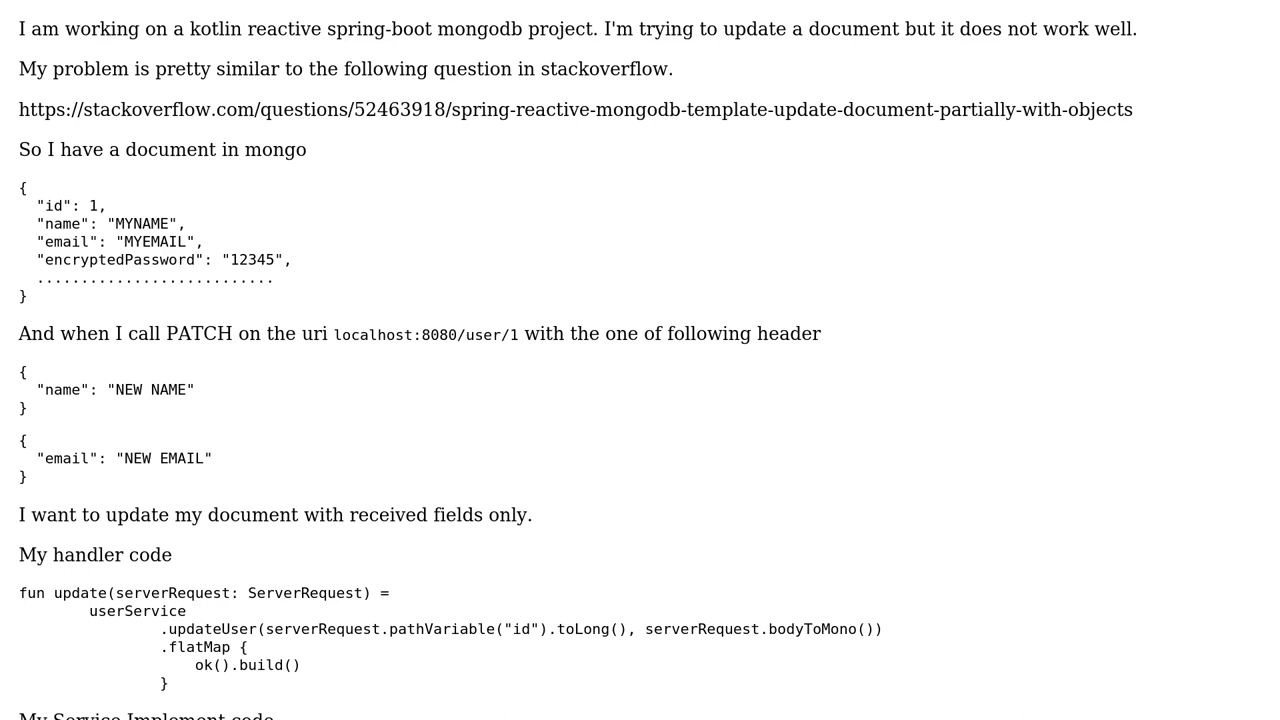 I am working on a kotlin reactive spring-boot mongodb project. I'm trying to update a document but it does not work well.
My problem is pretty similar to the following question in stackoverflow.
https://stackoverflow.com/questions/52463918/spring-reactive-mongodb-template-update-document-partially-with-objects
So I have a document in mongo
{
  "id": 1,
  "name": "MYNAME",
  "email": "MYEMAIL",
  "encryptedPassword": "12345",
  ...........................
}
And when I call PATCH on the uri localhost:8080/user/1 with the one of following header
{
  "name": "NEW NAME"
}
{
  "email": "NEW EMAIL"
}
I want to update my document with received fields only.
My handler code
fun update(serverRequest: ServerRequest) =
        userService
                .updateUser(serverRequest.pathVariable("id").toLong(), serverRequest.bodyToMono())
                .flatMap {
                    ok().build()
                }
My Service Implement code